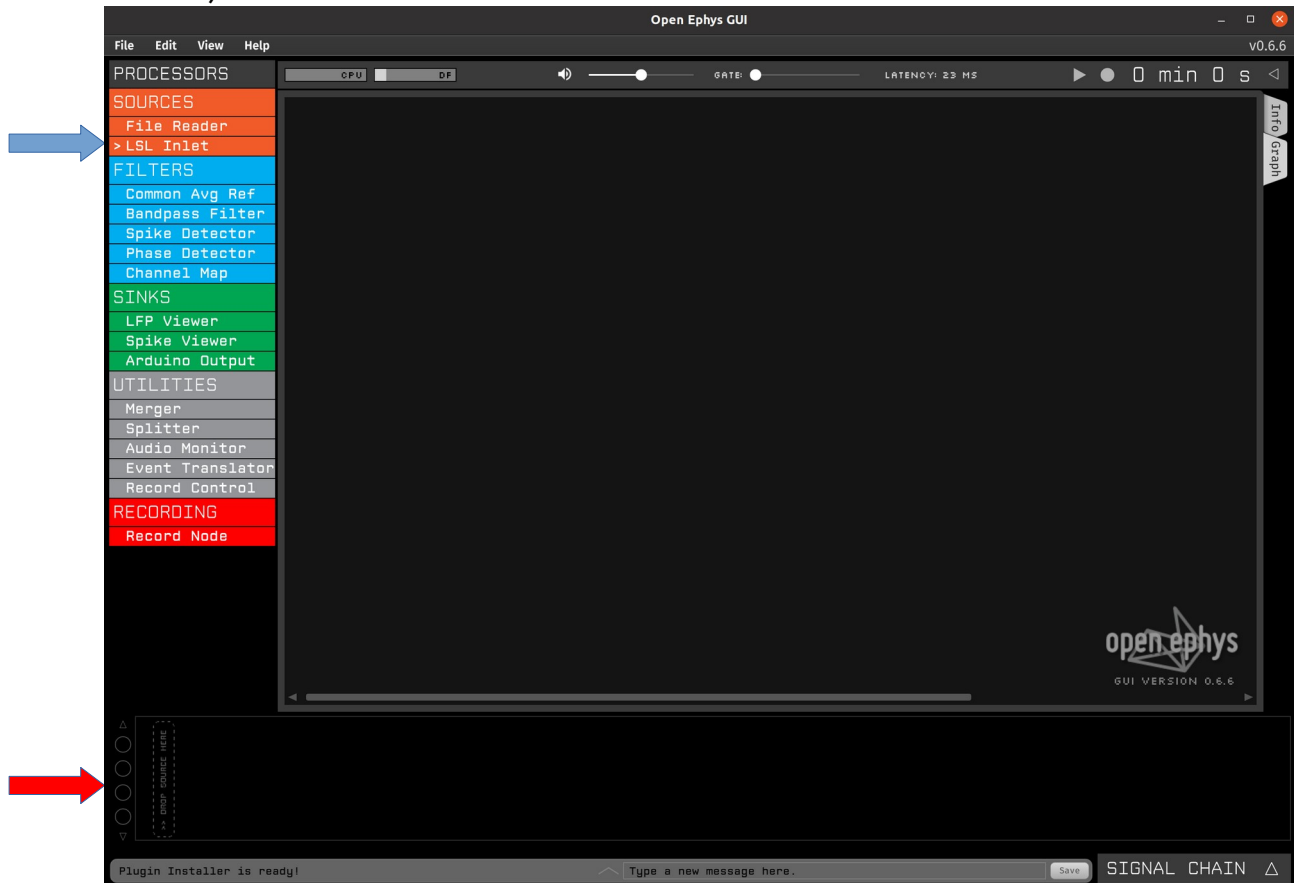 Open Ephys GUI
File Edit View Help
v0.6.6
PROCESSORS
CPU DF GATE: LATENCY: 23 MS 0 min 0 s
SOURCES
File Reader
> LSL Inlet
FILTERS
Common Avg Ref
Bandpass Filter
Spike Detector
Phase Detector
Channel Map
SINKS
LFP Viewer
Spike Viewer
Arduino Output
UTILITIES
Merger
Splitter
Audio Monitor
Event Translator
Record Control
RECORDING
Record Node
Info
Graph
open ephys
GUI VERSION 0.6.6
>> DROP SOURCE HERE
Plugin Installer is ready!
Type a new message here.
Save
SIGNAL CHAIN